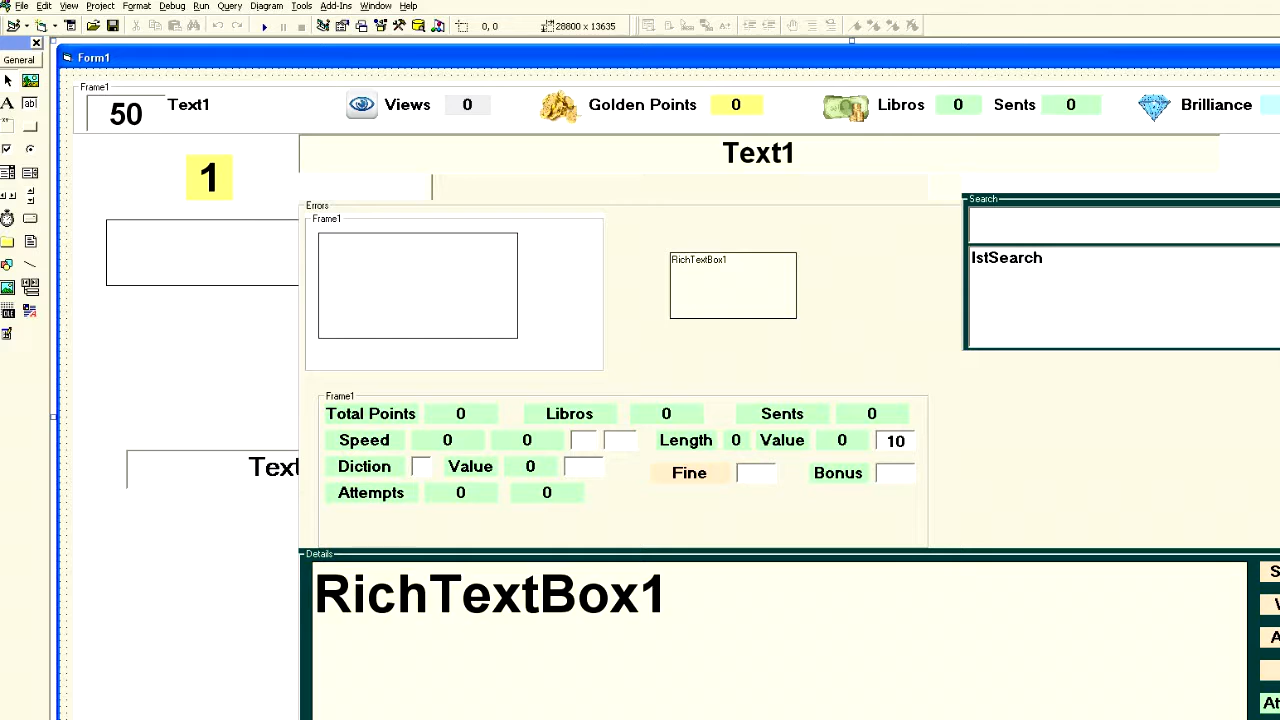 File Edit View Project Format Debug Run Query Diagram Tools Add-Ins Window Help
0, 0 28800 x 13635
General
Form1
Frame1
50 Text1 Views 0 Golden Points 0 Libros 0 Sents 0 Brilliance
Text1
1
Errors
Search
Frame1
RichTextBox1
lstSearch
Frame1
Total Points 0 Libros 0 Sents 0
Speed 0 0 Length 0 Value 0 10
Diction Value 0 Fine Bonus
Attempts 0 0
Text
Details
RichTextBox1
S
A
At